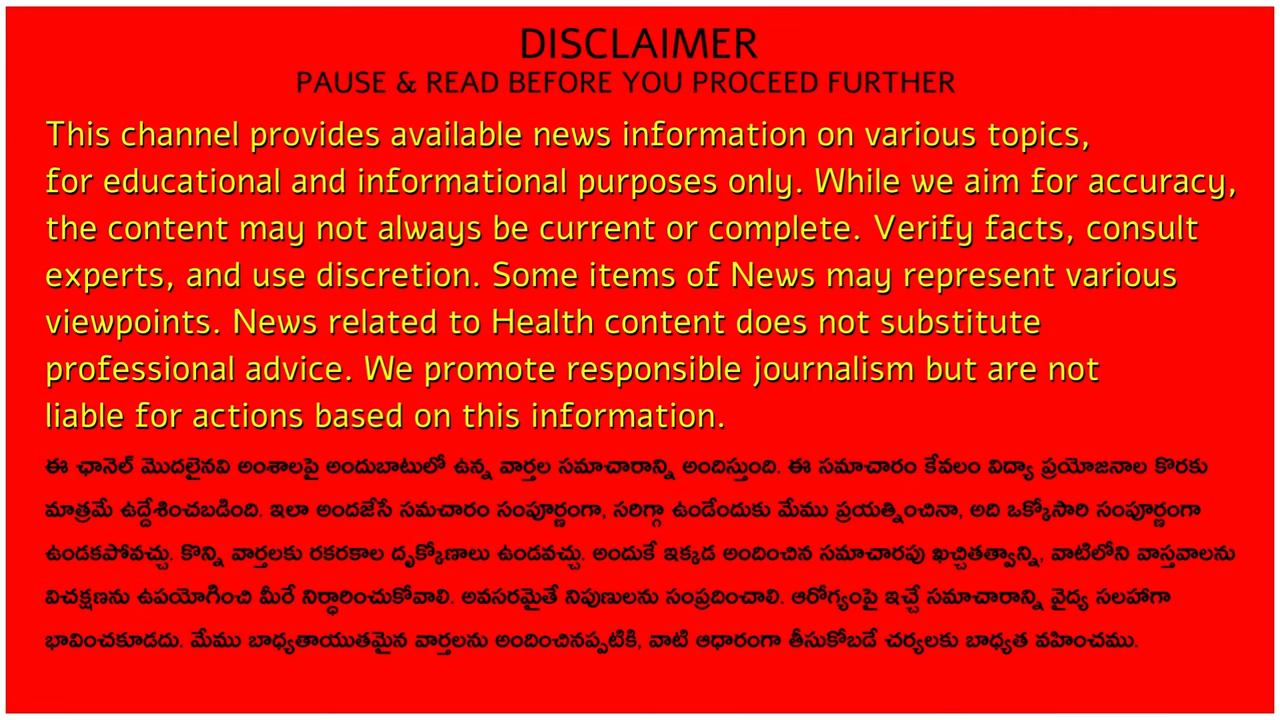 DISCLAIMER
PAUSE & READ BEFORE YOU PROCEED FURTHER
This channel provides available news information on various topics,
for educational and informational purposes only. While we aim for accuracy,
the content may not always be current or complete. Verify facts, consult
experts, and use discretion. Some items of News may represent various
viewpoints. News related to Health content does not substitute
professional advice. We promote responsible journalism but are not
liable for actions based on this information.
ఈ ఛానెల్ మొదలైనవి అంశాలపై అందుబాటులో ఉన్న వార్తల సమాచారాన్ని అందిస్తుంది. ఈ సమాచారం కేవలం విద్యా ప్రయోజనాల కొరకు
మాత్రమే ఉద్దేశించబడింది. ఇలా అందజేసే సమచారం సంపూర్ణంగా, సరిగ్గా ఉండేందుకు మేము ప్రయత్నించినా, అది ఒక్కోసారి సంపూర్ణంగా
ఉండకపోవచ్చు. కొన్ని వార్తలకు రకరకాల దృక్కోణాలు ఉండవచ్చు. అందుకే ఇక్కడ అందించిన సమాచారపు ఖచ్చితత్వాన్ని, వాటిలోని వాస్తవాలను
విచక్షణను ఉపయోగించి మీరే నిర్ధారించుకోవాలి. అవసరమైతే నిపుణులను సంప్రదించాలి. ఆరోగ్యంపై ఇచ్చే సమాచారాన్ని వైద్య సలహాగా
భావించకూడదు. మేము బాధ్యతాయుతమైన వార్తలను అందించినప్పటికి, వాటి ఆధారంగా తీసుకోబడే చర్యలకు బాధ్యత వహించము.